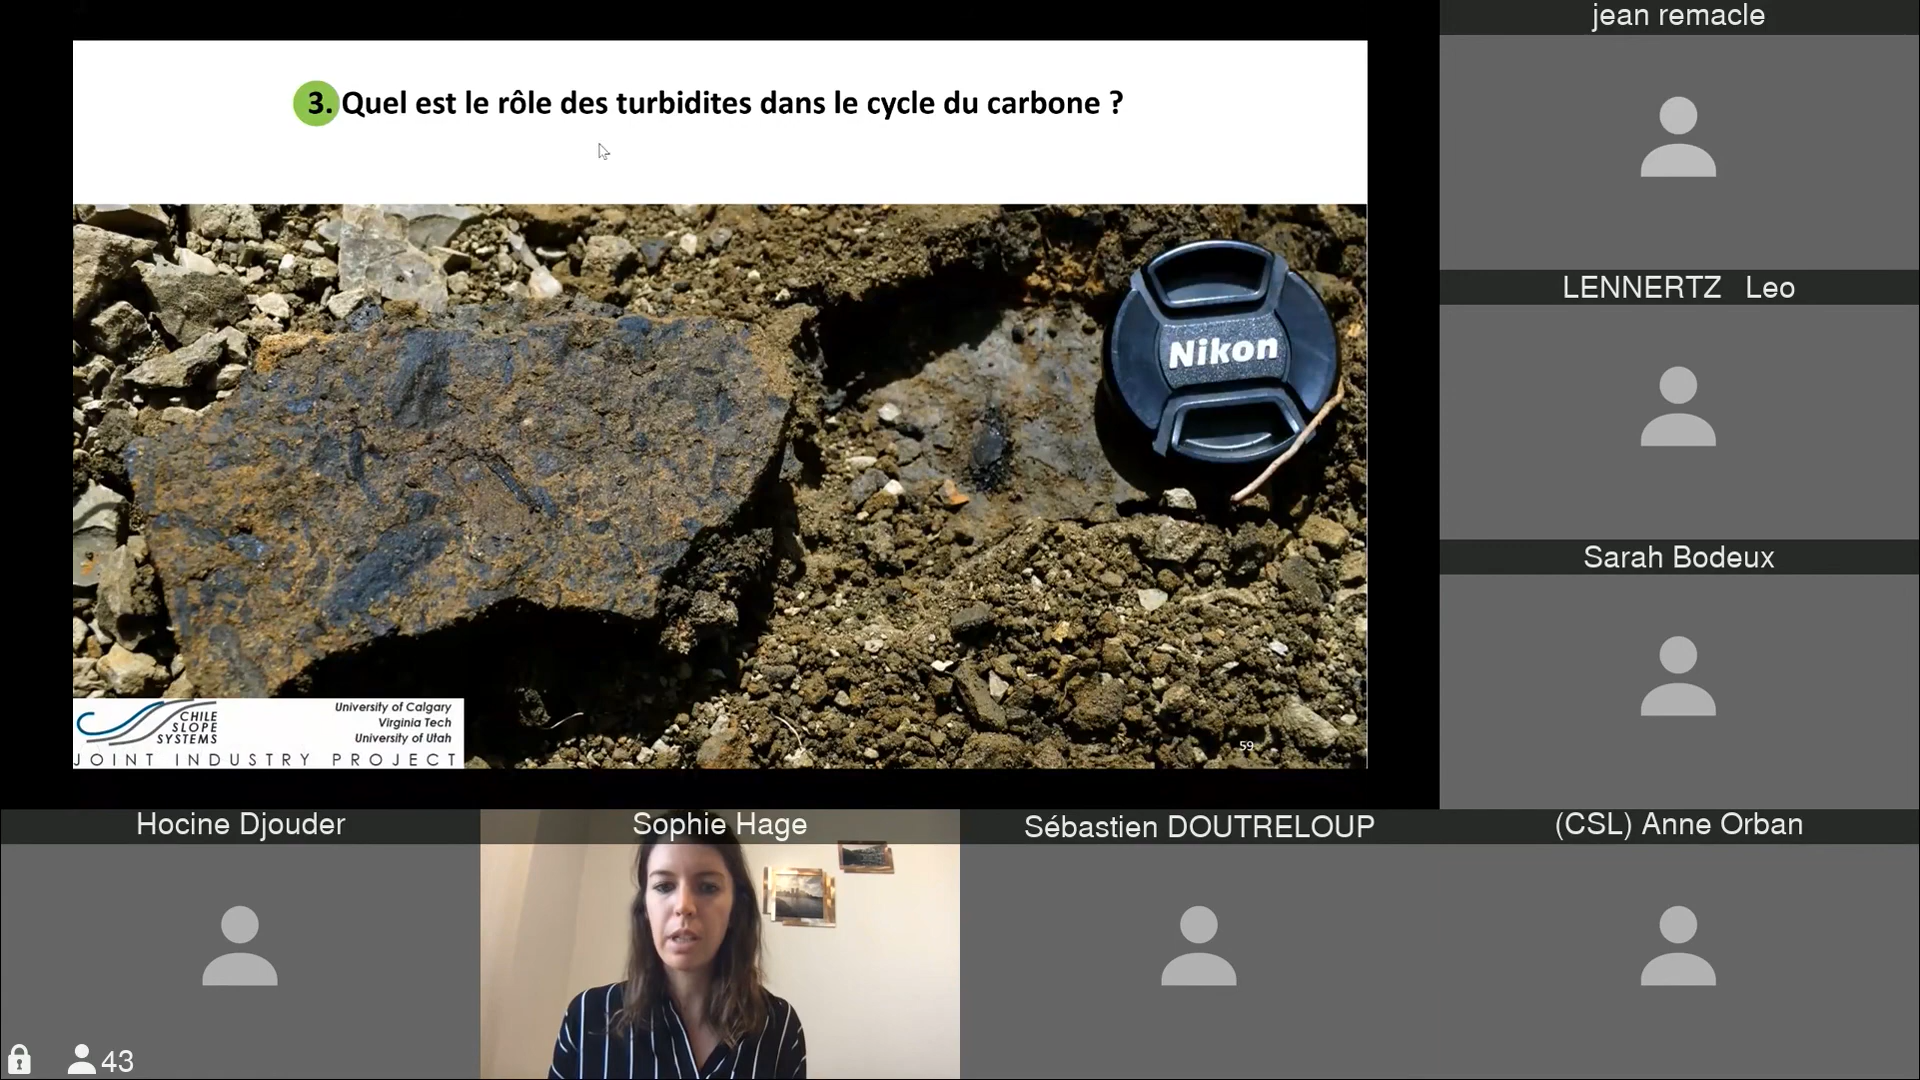 3. Quel est le rôle des turbidites dans le cycle du carbone ?
Nikon
CHILE
SLOPE
SYSTEMS
University of Calgary
Virginia Tech
University of Utah
JOINT INDUSTRY PROJECT
59
jean remacle
LENNERTZ Leo
Sarah Bodeux
Hocine Djouder
Sophie Hage
Sébastien DOUTRELOUP
(CSL) Anne Orban
43